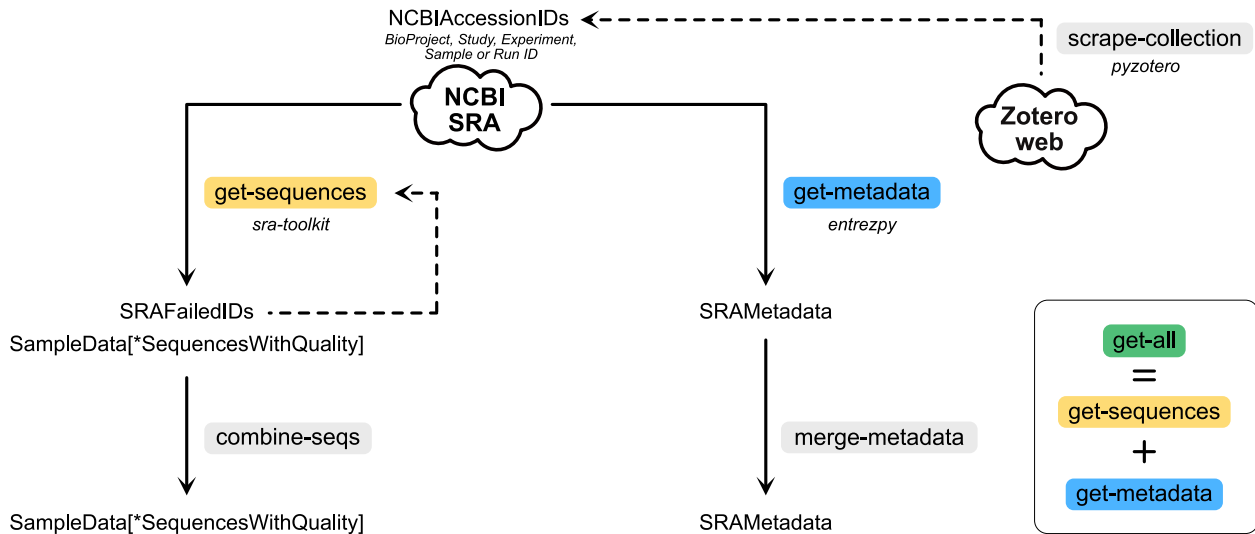 NCBIAccessionIDs
BioProject, Study, Experiment,
Sample or Run ID
NCBI
SRA
scrape-collection
pyzotero
Zotero
web
get-sequences
sra-toolkit
get-metadata
entrezpy
SRAFailedIDs
SampleData[*SequencesWithQuality]
SRAMetadata
combine-seqs
merge-metadata
SampleData[*SequencesWithQuality]
SRAMetadata
get-all
=
get-sequences
+
get-metadata